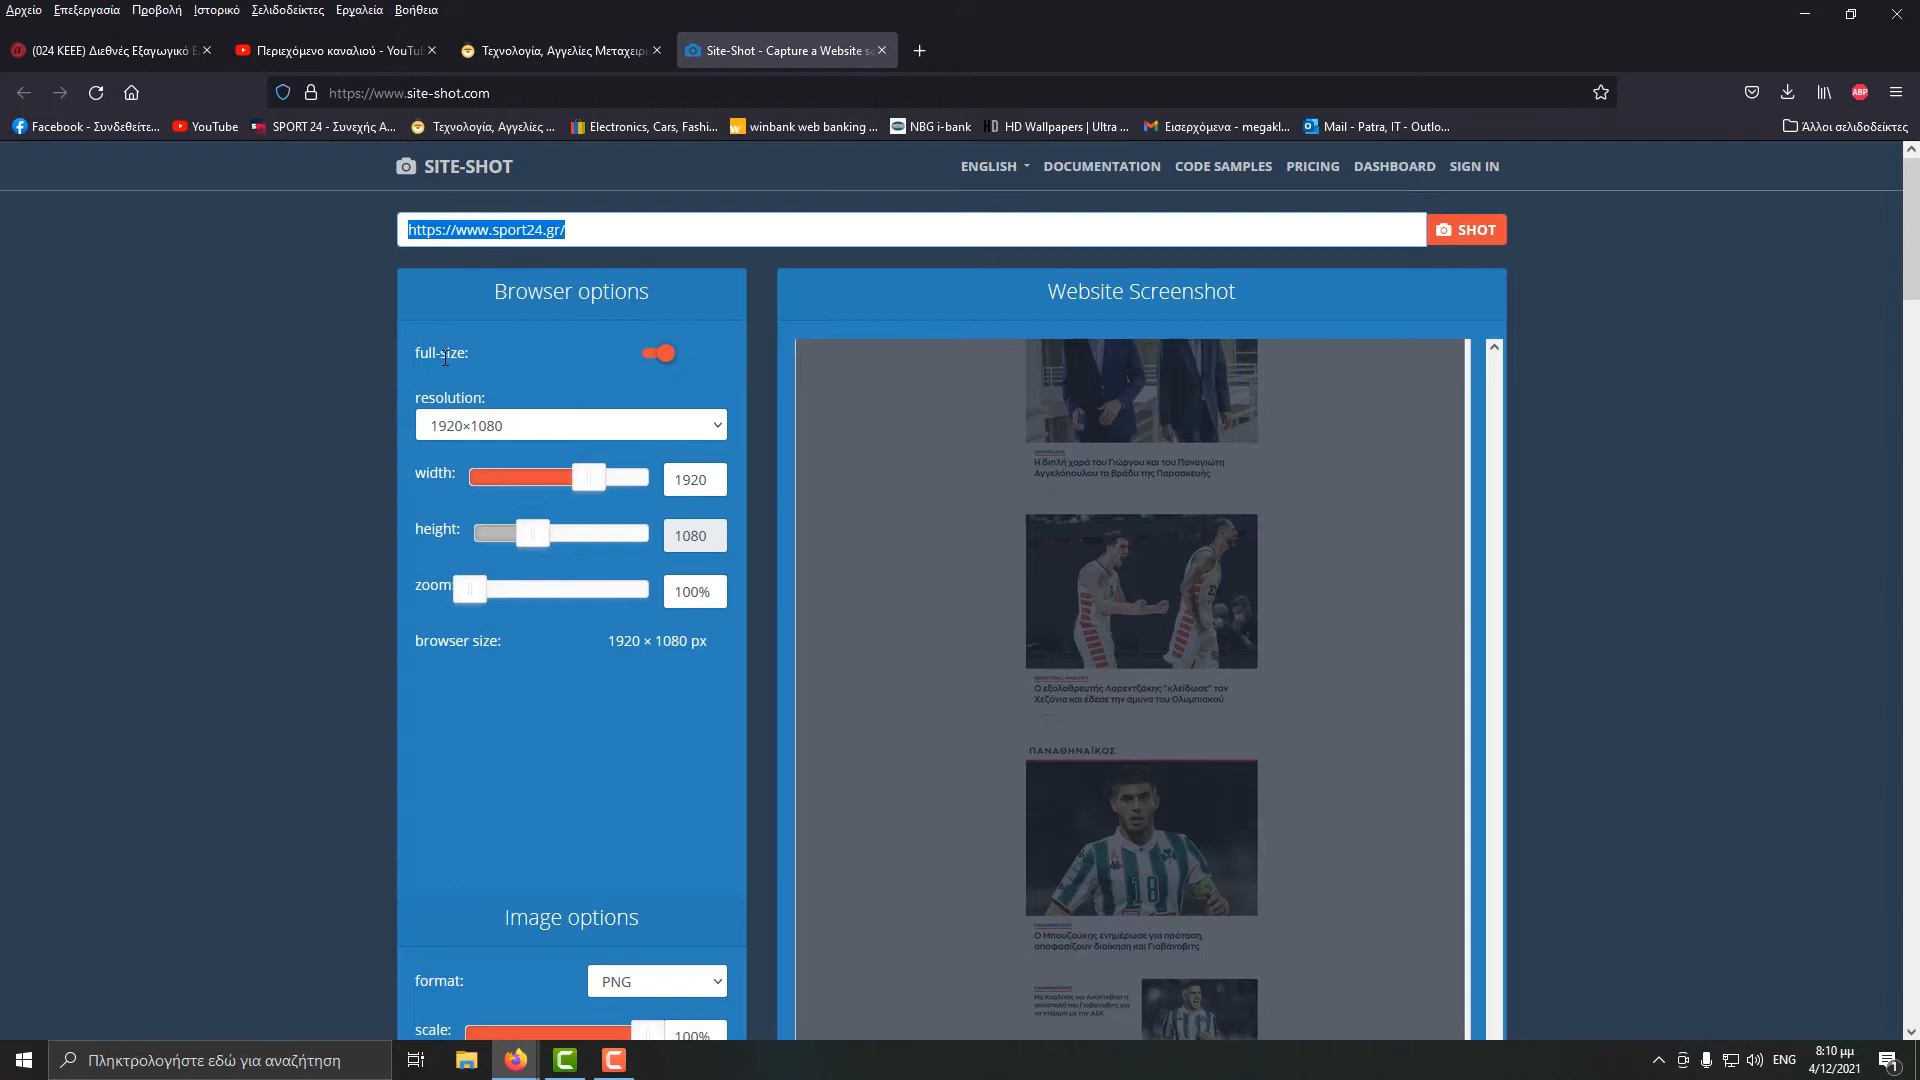 Αρχείο Επεξεργασία Προβολή Ιστορικό Σελιδοδείκτες Εργαλεία Βοήθεια
(024 ΚΕΕΕ) Διεθνές Εξαγωγικό
Περιεχόμενο καναλιού - YouTu
Τεχνολογία, Αγγελίες Μεταχειρι
Site-Shot - Capture a Website
https://www.site-shot.com
ABP
Facebook - Συνδεθείτε...
YouTube
SPORT 24 - Συνεχής Α...
Τεχνολογία, Αγγελίες ...
Electronics, Cars, Fashi...
winbank web banking ...
NBG i-bank
HD Wallpapers | Ultra ...
Εισερχόμενα - megakl...
Mail - Patra, IT - Outlo...
Άλλοι σελιδοδείκτες
SITE-SHOT
ENGLISH DOCUMENTATION CODE SAMPLES PRICING DASHBOARD SIGN IN
https://www.sport24.gr/
SHOT
Browser options
full-size:
resolution:
1920×1080
width: 1920
height: 1080
zoom 100%
browser size: 1920 × 1080 px
Image options
format: PNG
scale: 100%
Website Screenshot
Η διπλή χαρά του Γιώργου και του Παναγιώτη
Αγγελόπουλου το βράδυ της Παρασκευής
Ο εξολοθρευτής Λαρεντζάκης "κλείδωσε" τον
Χεζόνια και έδεσε την άμυνα του Ολυμπιακού
ΠΑΝΑΘΗΝΑΪΚΟΣ
18
Ο Μπουζούκης ενημέρωσε για πρόταση,
αποφασίζουν διοίκηση και Γιοβάνοβιτς
Πληκτρολογήστε εδώ για αναζήτηση
ENG
8:10 μμ
4/12/2021
1